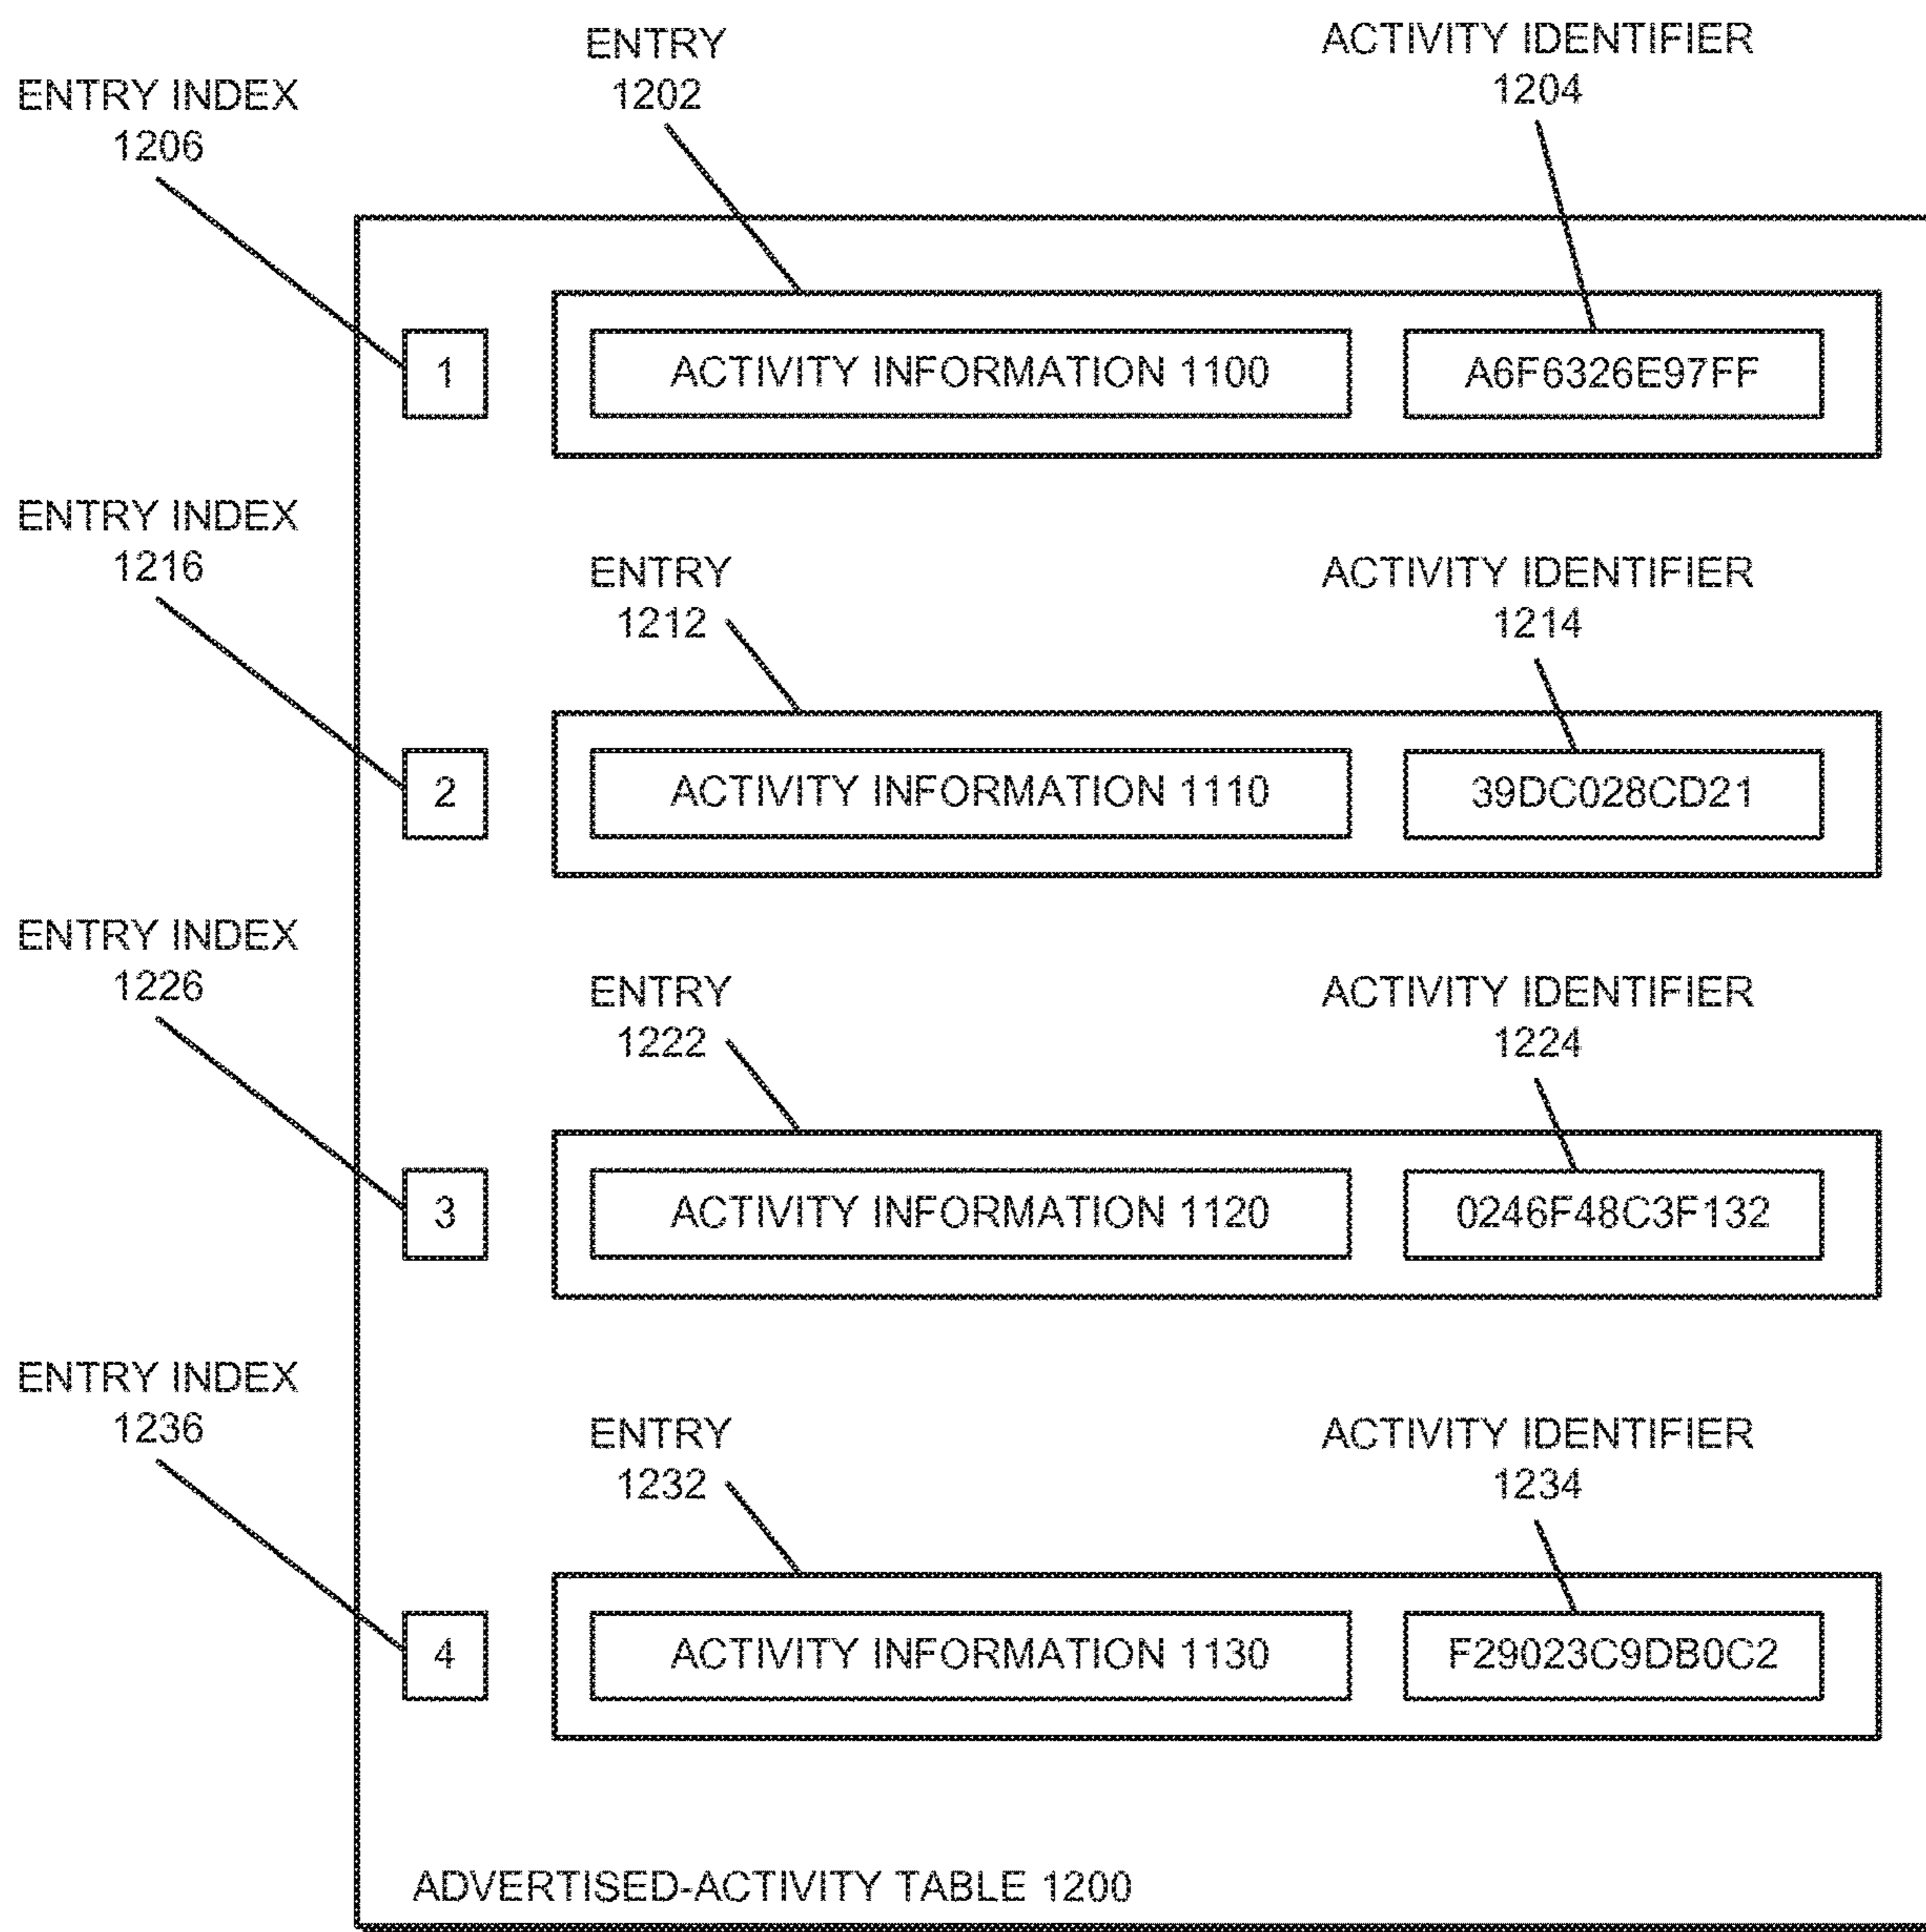 ENTRY
1202
ACTIVITY IDENTIFIER
1204
ENTRY INDEX
1206
1
ACTIVITY INFORMATION 1100
A6F6326E97FF
ENTRY INDEX
1216
ENTRY
1212
ACTIVITY IDENTIFIER
1214
2
ACTIVITY INFORMATION 1110
39DC028CD21
ENTRY INDEX
1226
ENTRY
1222
ACTIVITY IDENTIFIER
1224
3
ACTIVITY INFORMATION 1120
0246F48C3F132
ENTRY INDEX
1236
ENTRY
1232
ACTIVITY IDENTIFIER
1234
4
ACTIVITY INFORMATION 1130
F29023C9DB0C2
ADVERTISED-ACTIVITY TABLE 1200